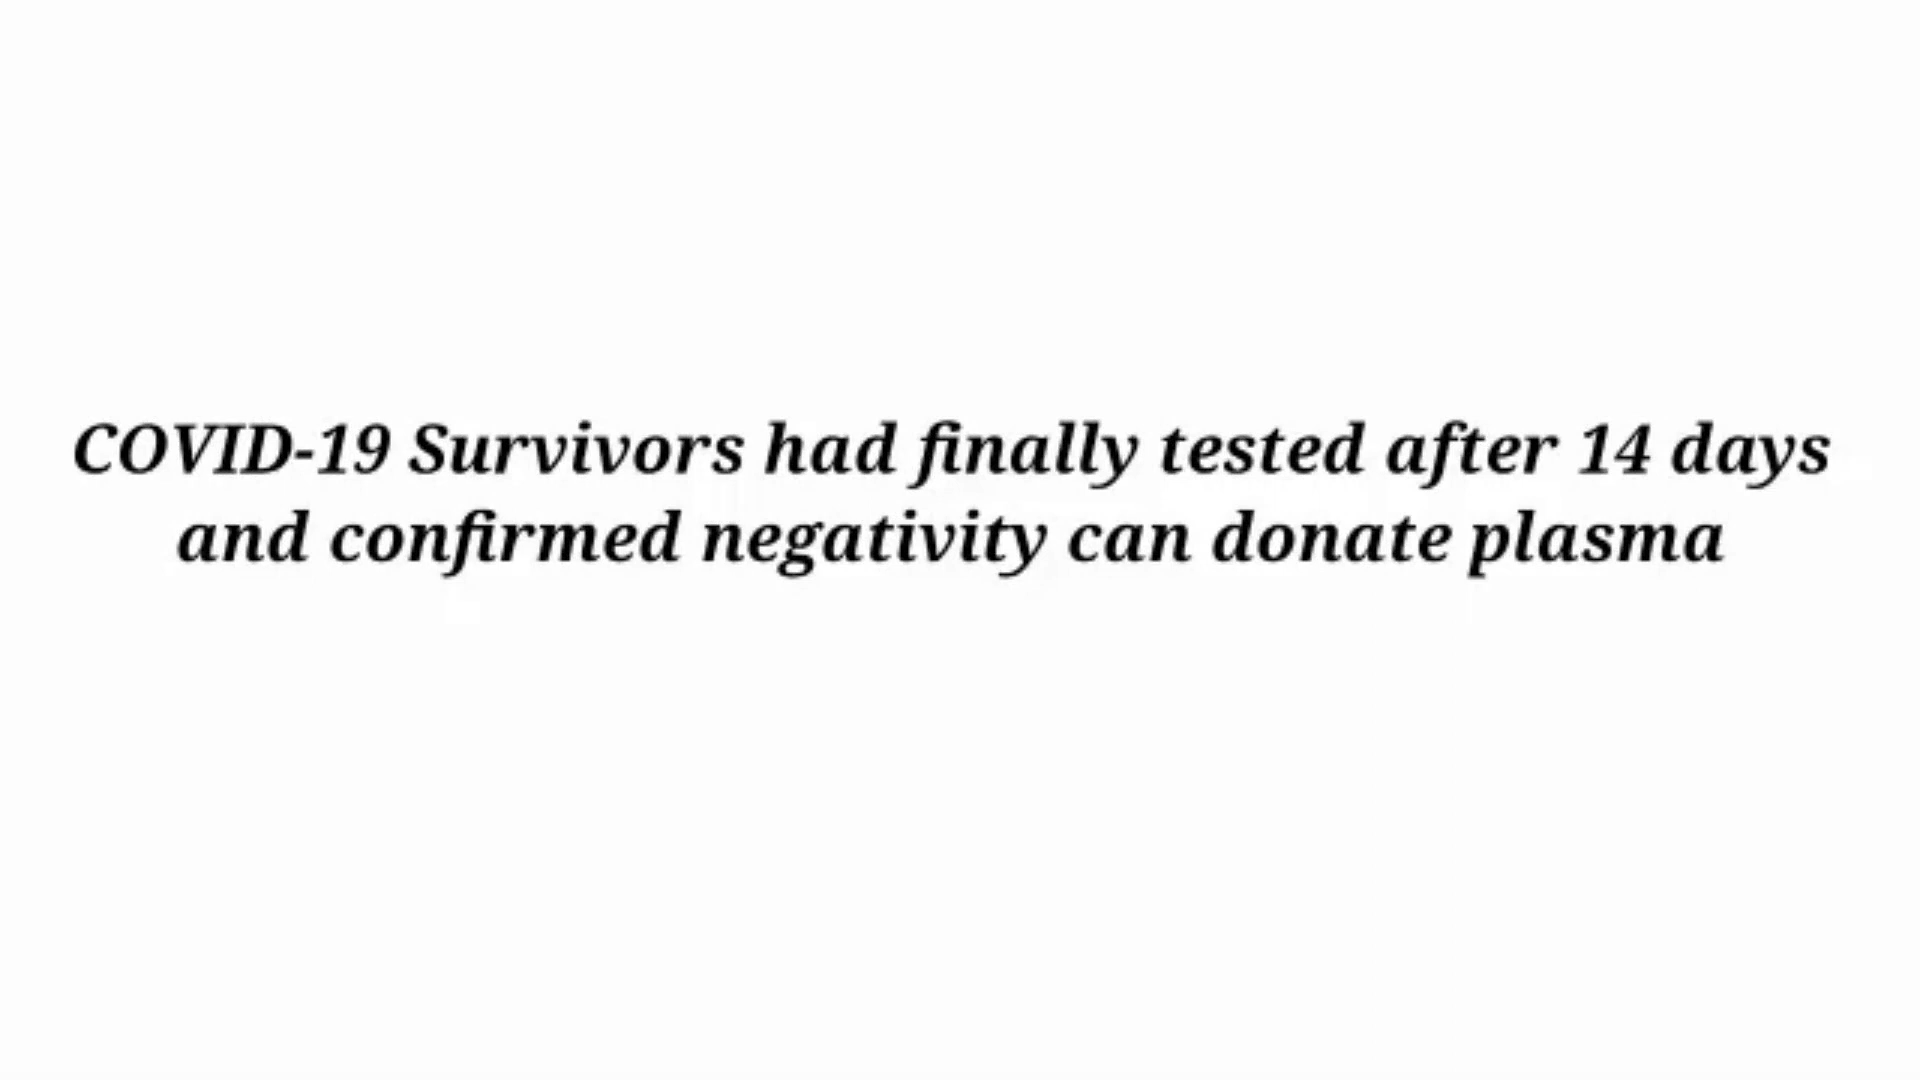 COVID-19 Survivors had finally tested after 14 days
and confirmed negativity can donate plasma